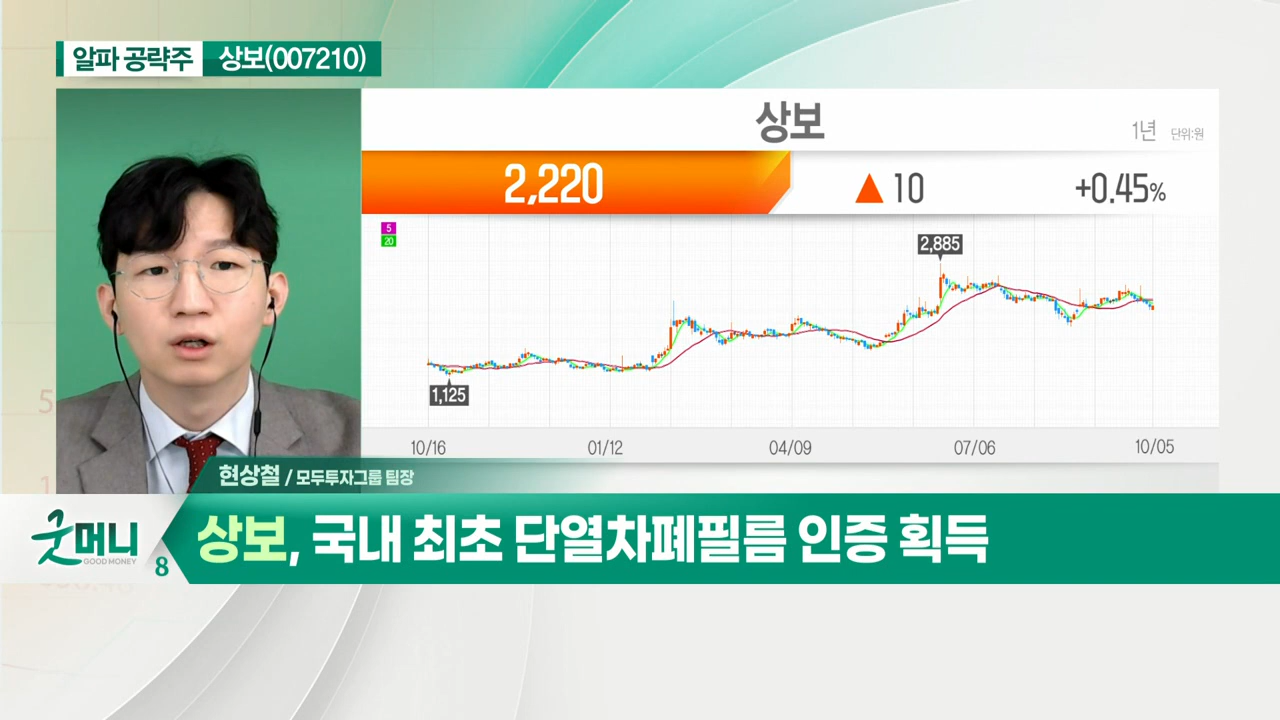 알파 공략주 상보(007210)
상보
1년 단위:원
2,220 ▲ 10 +0.45%
5
20
2,885
1,125
10/16 01/12 04/09 07/06 10/05
현상철 / 모두투자그룹 팀장
굿머니
GOOD MONEY
8
상보, 국내 최초 단열차폐필름 인증 획득